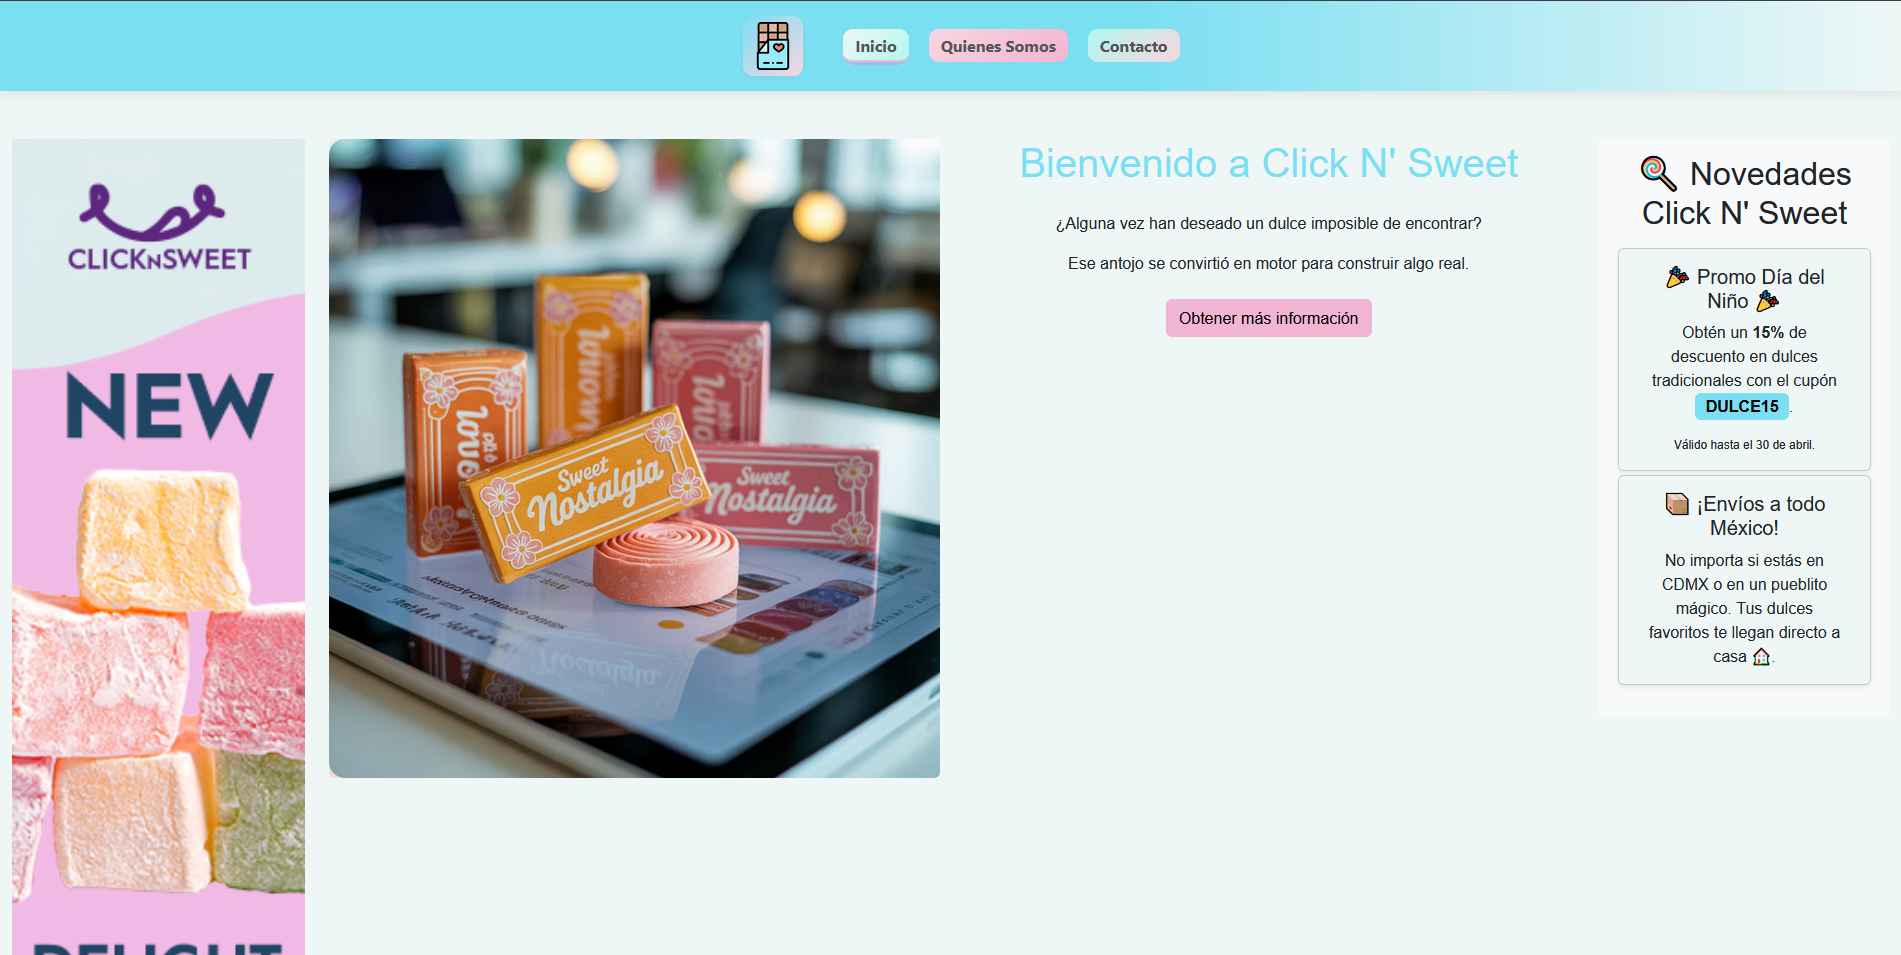 Inicio
Quienes Somos
Contacto
CLICKNSWEET
NEW
DELIGHT
Sweet
Nostalgia
Sweet
Nostalgia
Bienvenido a Click N' Sweet
¿Alguna vez han deseado un dulce imposible de encontrar?
Ese antojo se convirtió en motor para construir algo real.
Obtener más información
Novedades
Click N' Sweet
Promo Día del
Niño
Obtén un 15% de
descuento en dulces
tradicionales con el cupón
DULCE15.
Válido hasta el 30 de abril.
¡Envíos a todo
México!
No importa si estás en
CDMX o en un pueblito
mágico. Tus dulces
favoritos te llegan directo a
casa .